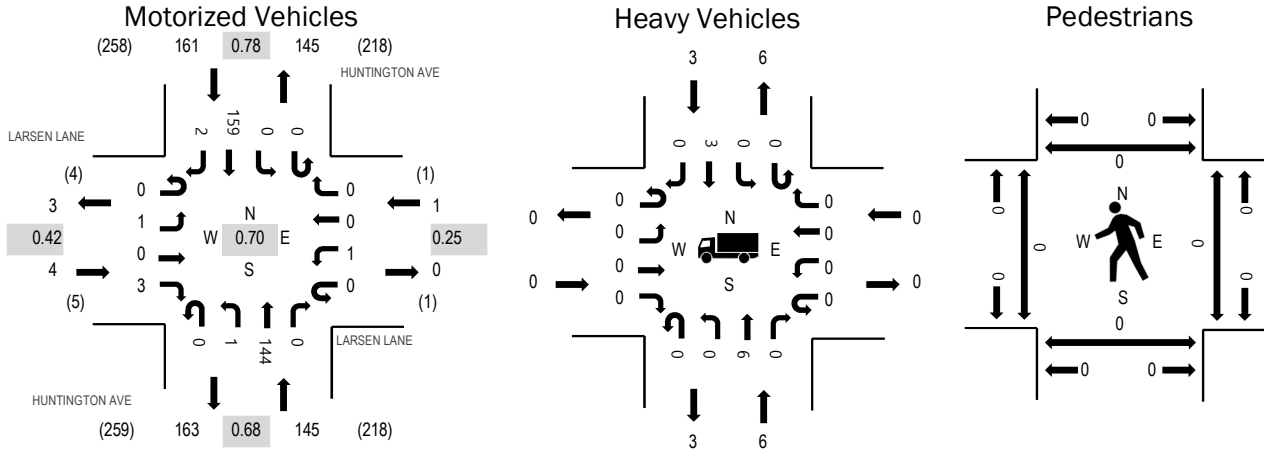 Motorized Vehicles
(258) 161 0.78 145 (218)
HUNTINGTON AVE
LARSEN LANE
2 159 0 0
(4) 0 0 (1)
3 1 0 1
0.42 W N 0.70 E S 0.25
4 0 1 0
(5) 3 0 (1)
0 1 144 0
LARSEN LANE
HUNTINGTON AVE
(259) 163 0.68 145 (218)
Heavy Vehicles
3 6
0 3 0 0
0 0
0 0 0 0
N
W E
S
0 0 0 0
0 0
0 0 6 0
3 6
Pedestrians
0 0
0
0 0
N
0 W E 0
S
0 0
0
0 0